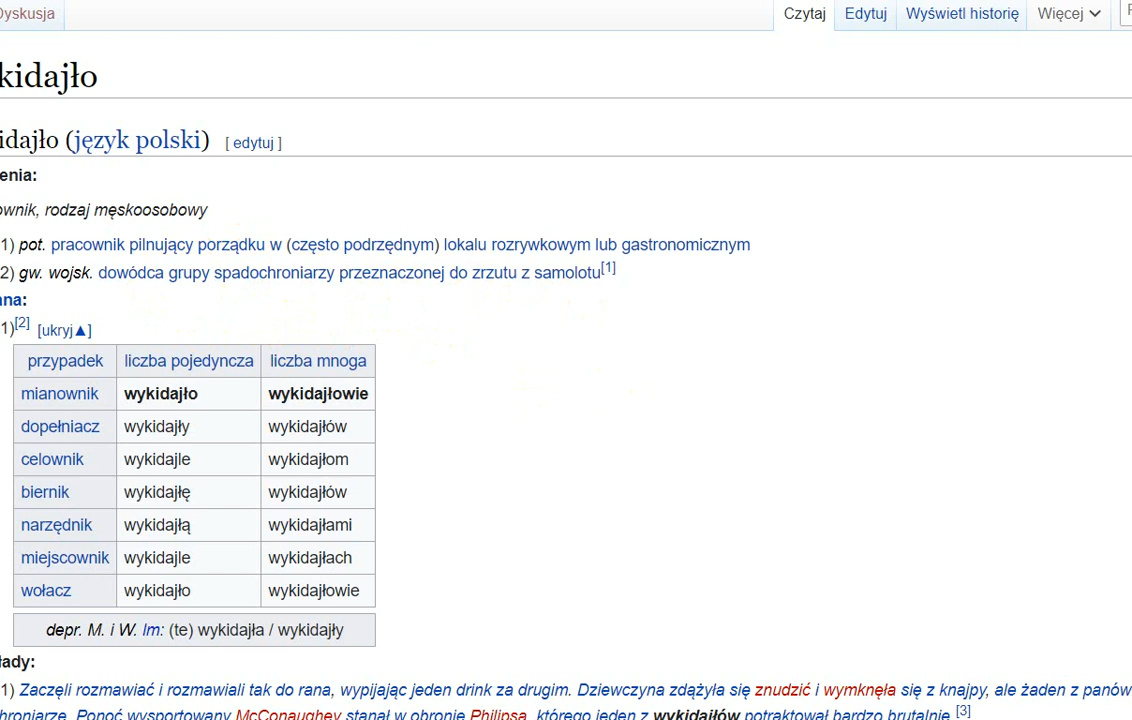 Dyskusja Czytaj Edytuj Wyświetl historię Więcej
kidajło
idajło (język polski) [ edytuj ]
enia:
ownik, rodzaj męskoosobowy
1) pot. pracownik pilnujący porządku w (często podrzędnym) lokalu rozrywkowym lub gastronomicznym
2) gw. wojsk. dowódca grupy spadochroniarzy przeznaczonej do zrzutu z samolotu[1]
ana:
1)[2] [ukryj▲]
przypadek liczba pojedyncza liczba mnoga
mianownik wykidajło wykidajłowie
dopełniacz wykidajły wykidajłów
celownik wykidajle wykidajłom
biernik wykidajłę wykidajłów
narzędnik wykidajłą wykidajłami
miejscownik wykidajle wykidajłach
wołacz wykidajło wykidajłowie
depr. M. i W. lm: (te) wykidajła / wykidajły
łady:
1) Zaczęli rozmawiać i rozmawiali tak do rana, wypijając jeden drink za drugim. Dziewczyna zdążyła się znudzić i wymknęła się z knajpy, ale żaden z panów
chroniarze. Ponoć wysportowany McConaughey stanął w obronie Philipsa, którego jeden z wykidajłów potraktował bardzo brutalnie.[3]